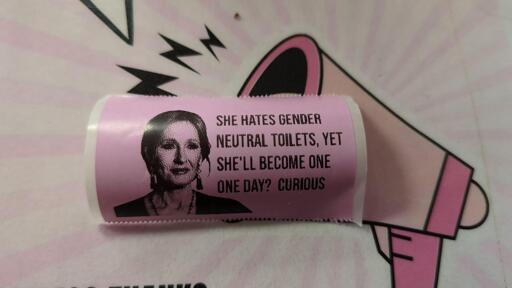 SHE HATES GENDER
NEUTRAL TOILETS, YET
SHE'LL BECOME ONE
ONE DAY? CURIOUS